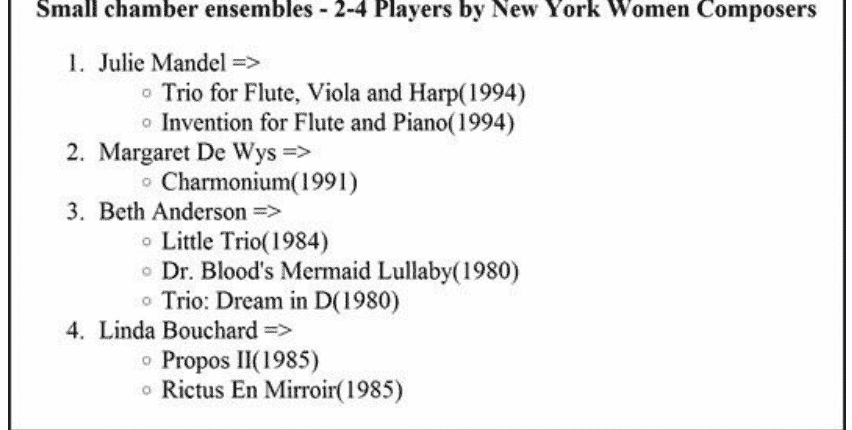 Small chamber ensembles - 2-4 Players by New York Women Composers
1. Julie Mandel =>
○ Trio for Flute, Viola and Harp(1994)
○ Invention for Flute and Piano(1994)
2. Margaret De Wys =>
○ Charmonium(1991)
3. Beth Anderson =>
○ Little Trio(1984)
○ Dr. Blood's Mermaid Lullaby(1980)
○ Trio: Dream in D(1980)
4. Linda Bouchard =>
○ Propos II(1985)
○ Rictus En Mirroir(1985)